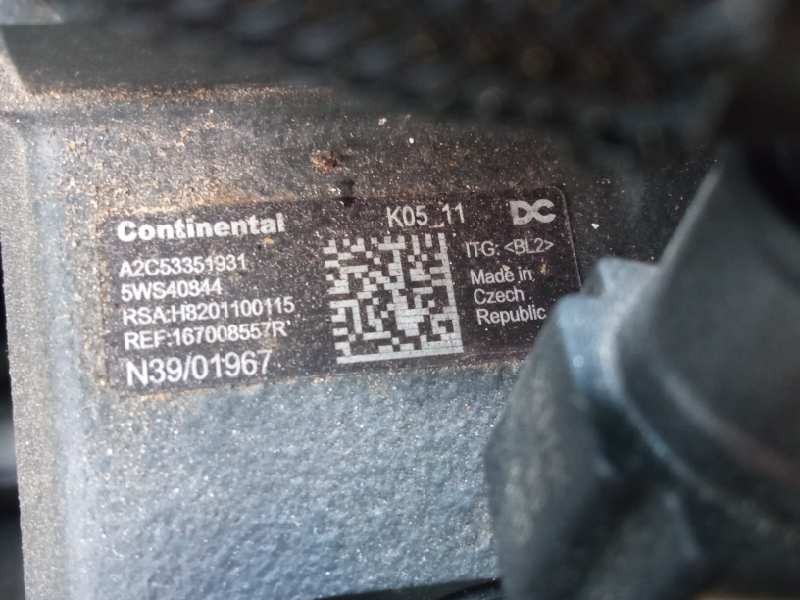 Continental K05_11 DC
A2C53351931
5WS40844
RSA:H8201100115
REF:167008557R
N39/01967
ITG: <BL2>
Made in
Czech
Republic